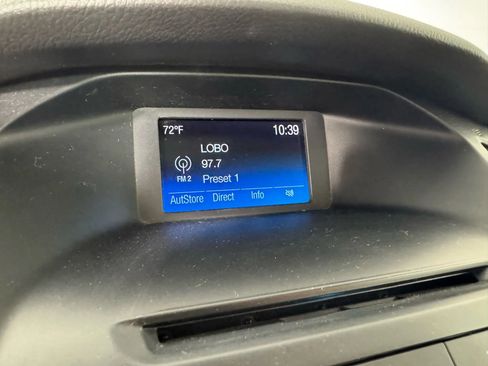 72°F 10:39
LOBO
97.7
FM 2 Preset 1
AutStore Direct Info